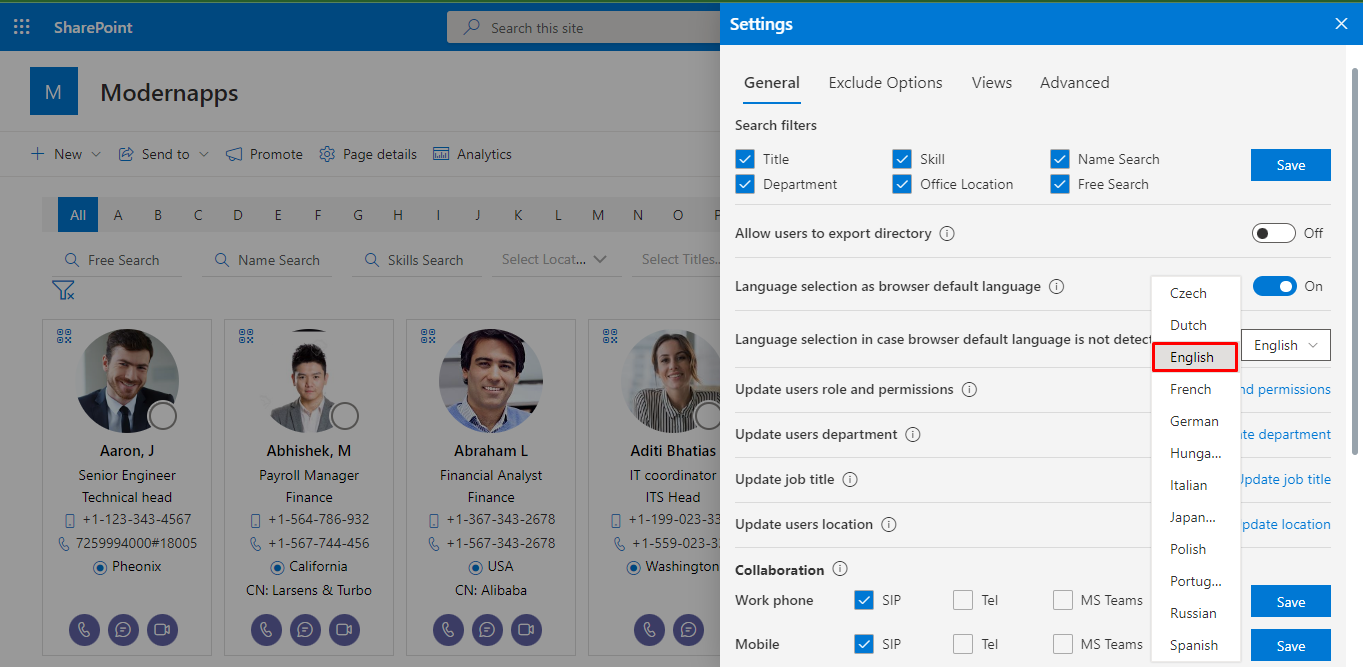 SharePoint
Search this site
M
Modernapps
New
Send to
Promote
Page details
Analytics
All A B C D E F G H I J K L M N O P
Free Search
Name Search
Skills Search
Select Locat...
Select Titles..
Aaron, J
Senior Engineer
Technical head
+1-123-343-4567
7259994000#18005
Pheonix
Abhishek, M
Payroll Manager
Finance
+1-564-786-932
+1-567-744-456
California
CN: Larsens & Turbo
Abraham L
Financial Analyst
Finance
+1-367-343-2678
+1-567-343-2678
USA
CN: Alibaba
Aditi Bhatias
IT coordinator
ITS Head
+1-199-023-33
+1-559-023-3
Washington
Settings
General
Exclude Options
Views
Advanced
Search filters
Title
Skill
Name Search
Department
Office Location
Free Search
Save
Allow users to export directory
Off
Language selection as browser default language
On
Language selection in case browser default language is not detect
English
Update users role and permissions
nd permissions
Update users department
te department
Update job title
Update job title
Update users location
pdate location
Czech
Dutch
English
French
German
Hunga...
Italian
Japan...
Polish
Portug...
Russian
Spanish
Collaboration
Work phone
SIP
Tel
MS Teams
Save
Mobile
SIP
Tel
MS Teams
Save